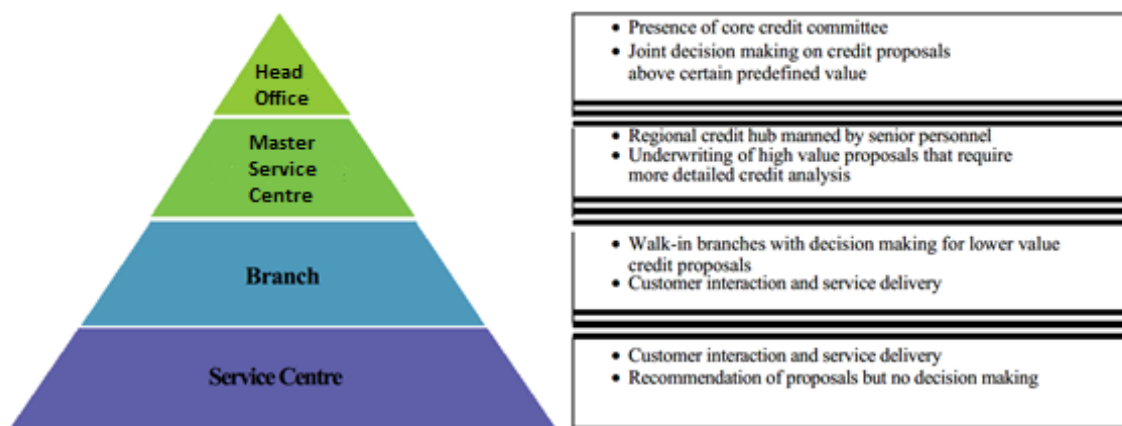 Head
Office
• Presence of core credit committee
• Joint decision making on credit proposals
above certain predefined value
Master
Service
Centre
• Regional credit hub manned by senior personnel
• Underwriting of high value proposals that require
more detailed credit analysis
Branch
• Walk-in branches with decision making for lower value
credit proposals
• Customer interaction and service delivery
Service Centre
• Customer interaction and service delivery
• Recommendation of proposals but no decision making